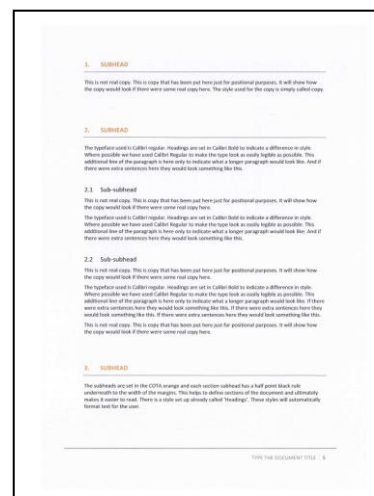 1. SUBHEAD
This is not real copy. This is copy that has been put here just for positional purposes. It will show how
the copy would look if there were some real copy here. The style used for the copy is simply called copy.
2. SUBHEAD
The typeface used is Calibri regular. Headings are set in Calibri Bold to indicate a difference in style.
Where possible we have used Calibri Regular to make the type look as easily legible as possible. This
additional line of the paragraph is here only to indicate what a longer paragraph would look like. And if
there were extra sentences here they would look something like this.
2.1 Sub-subhead
This is not real copy. This is copy that has been put here just for positional purposes. It will show how
the copy would look if there were some real copy here.
The typeface used is Calibri regular. Headings are set in Calibri Bold to indicate a difference in style.
Where possible we have used Calibri Regular to make the type look as easily legible as possible. This
additional line of the paragraph is here only to indicate what a longer paragraph would look like. And if
there were extra sentences here they would look something like this.
2.2 Sub-subhead
This is not real copy. This is copy that has been put here just for positional purposes. It will show how
the copy would look if there were some real copy here.
The typeface used is Calibri regular. Headings are set in Calibri Bold to indicate a difference in style.
Where possible we have used Calibri Regular to make the type look as easily legible as possible. This
additional line of the paragraph is here only to indicate what a longer paragraph would look like. If there
were extra sentences here they would look something like this. If there were extra sentences here they
would look something like this. If there were extra sentences here they would look something like this.
This is not real copy. This is copy that has been put here just for positional purposes. It will show how
the copy would look if there were some real copy here.
3. SUBHEAD
The subheads are set in the COTA orange and each section subhead has a half point black rule
underneath to the width of the margins. This helps to define sections of the document and ultimately
makes it easier to read. There is a style set up already called 'Headings'. These styles will automatically
format text for the user.
TYPE THE DOCUMENT TITLE | 6